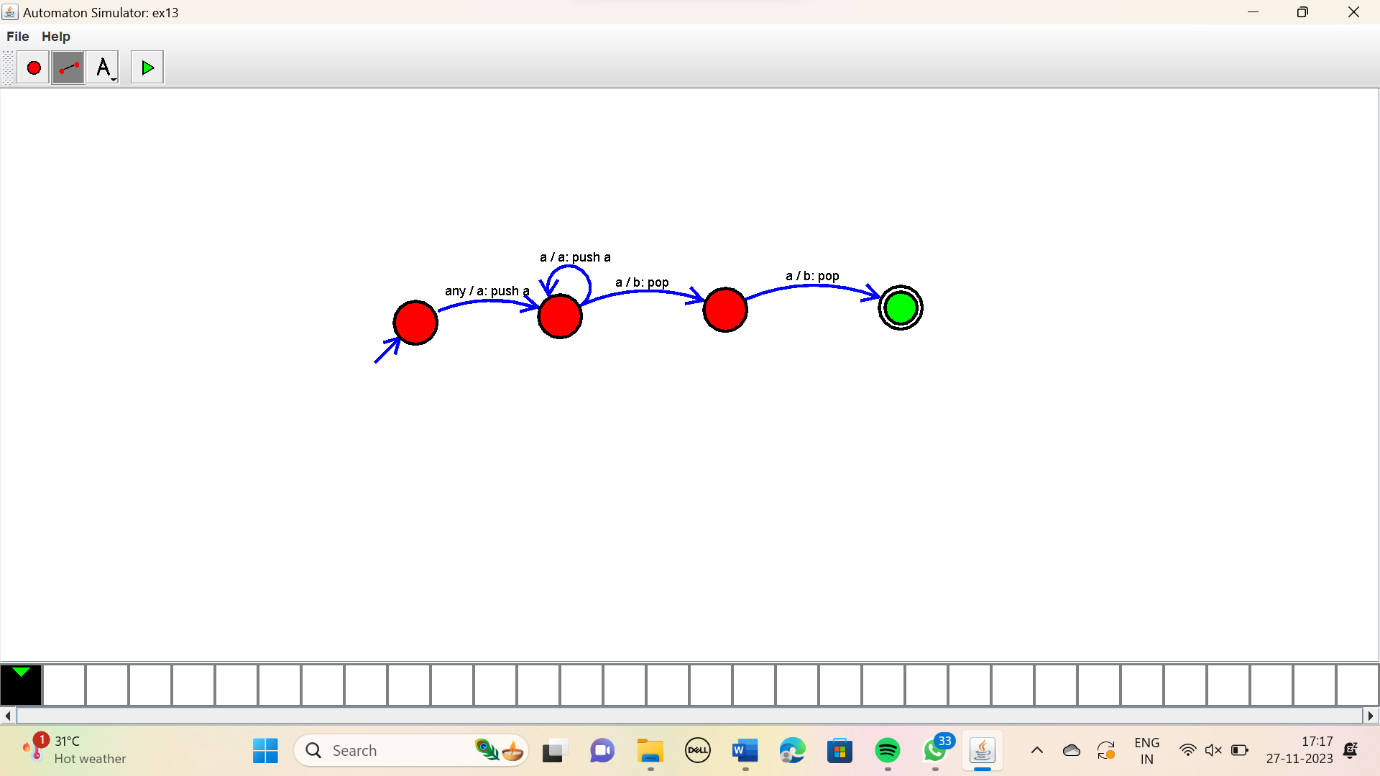 Automaton Simulator: ex13
File Help
A
a / a: push a
any / a: push a
a / b: pop
a / b: pop
1
31°C
Hot weather
Search
DELL
W
33
ENG
IN
17:17
27-11-2023